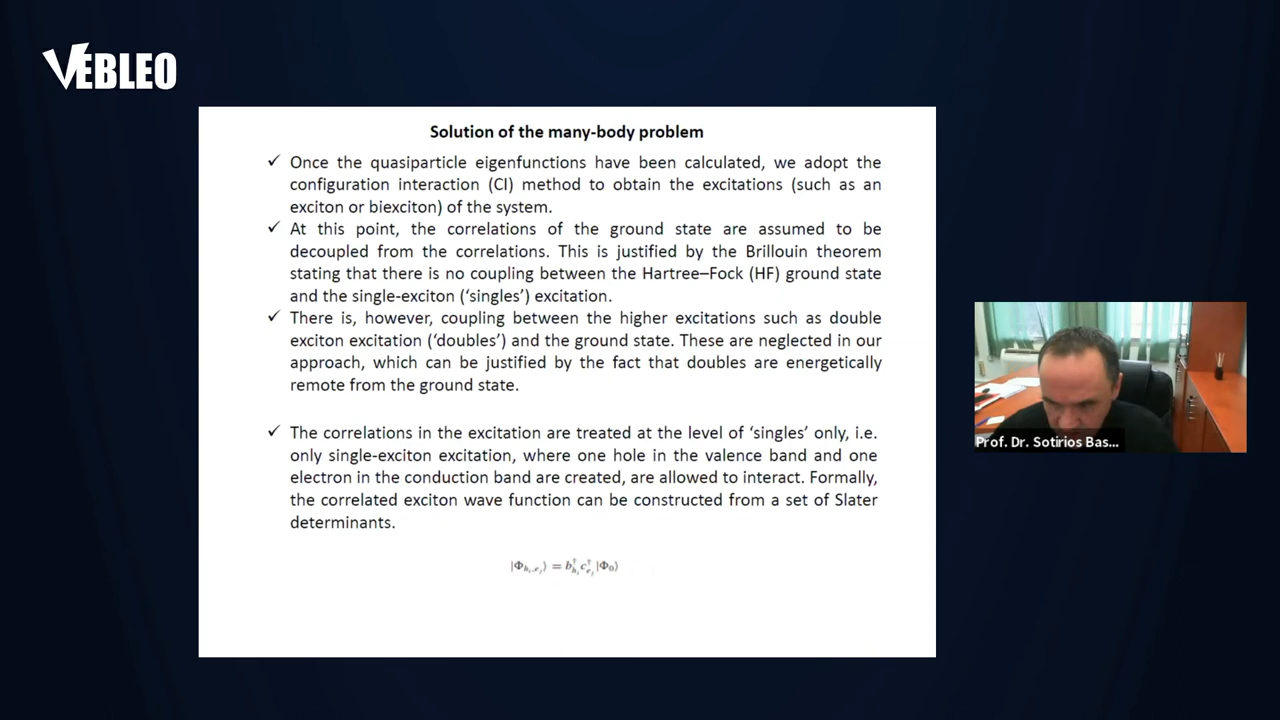 VEBLEO
Solution of the many-body problem
✓ Once the quasiparticle eigenfunctions have been calculated, we adopt the
configuration interaction (CI) method to obtain the excitations (such as an
exciton or biexciton) of the system.
✓ At this point, the correlations of the ground state are assumed to be
decoupled from the correlations. This is justified by the Brillouin theorem
stating that there is no coupling between the Hartree–Fock (HF) ground state
and the single-exciton (‘singles’) excitation.
✓ There is, however, coupling between the higher excitations such as double
exciton excitation (‘doubles’) and the ground state. These are neglected in our
approach, which can be justified by the fact that doubles are energetically
remote from the ground state.
✓ The correlations in the excitation are treated at the level of ‘singles’ only, i.e.
only single-exciton excitation, where one hole in the valence band and one
electron in the conduction band are created, are allowed to interact. Formally,
the correlated exciton wave function can be constructed from a set of Slater
determinants.
|Φ_{h_i,e_j}⟩ = b†_{h_i} c†_{e_j} |Φ_0⟩
Prof. Dr. Sotirios Bas...